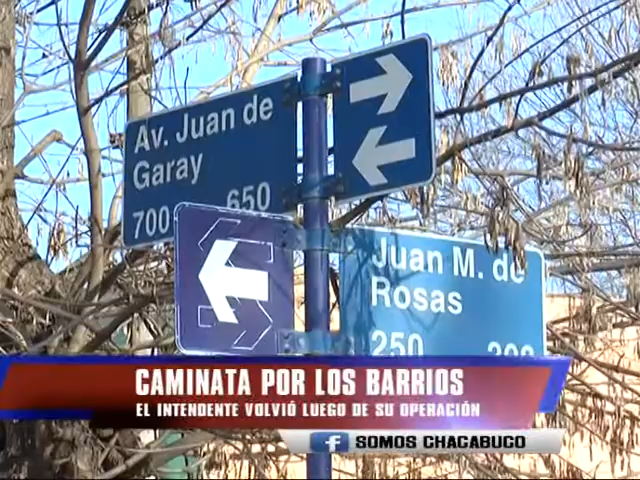 Av. Juan de
Garay
700 650
Juan M. de
Rosas
250 300
CAMINATA POR LOS BARRIOS
EL INTENDENTE VOLVIÓ LUEGO DE SU OPERACIÓN
f SOMOS CHACABUCO